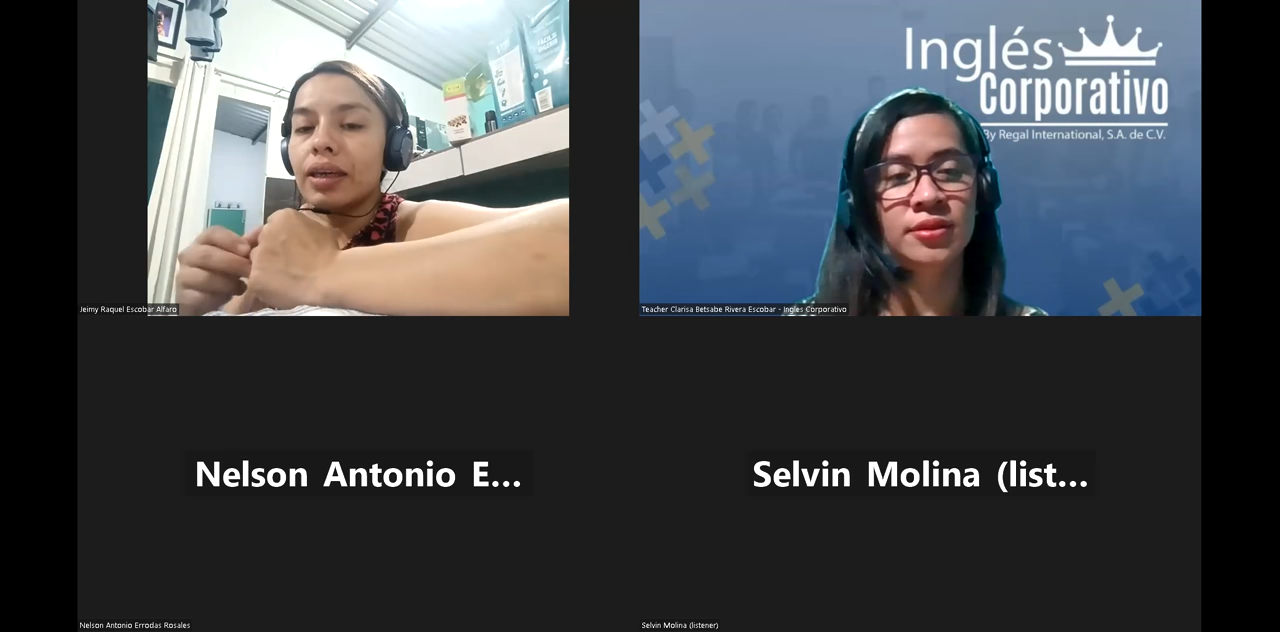 Inglés
Corporativo
By Regal International, S.A. de C.V.
Jeimy Raquel Escobar Alfaro
Teacher Clarisa Betsabe Rivera Escobar - Ingles Corporativo
Nelson Antonio E...
Selvin Molina (list...
Nelson Antonio Errodas Rosales
Selvin Molina (listener)